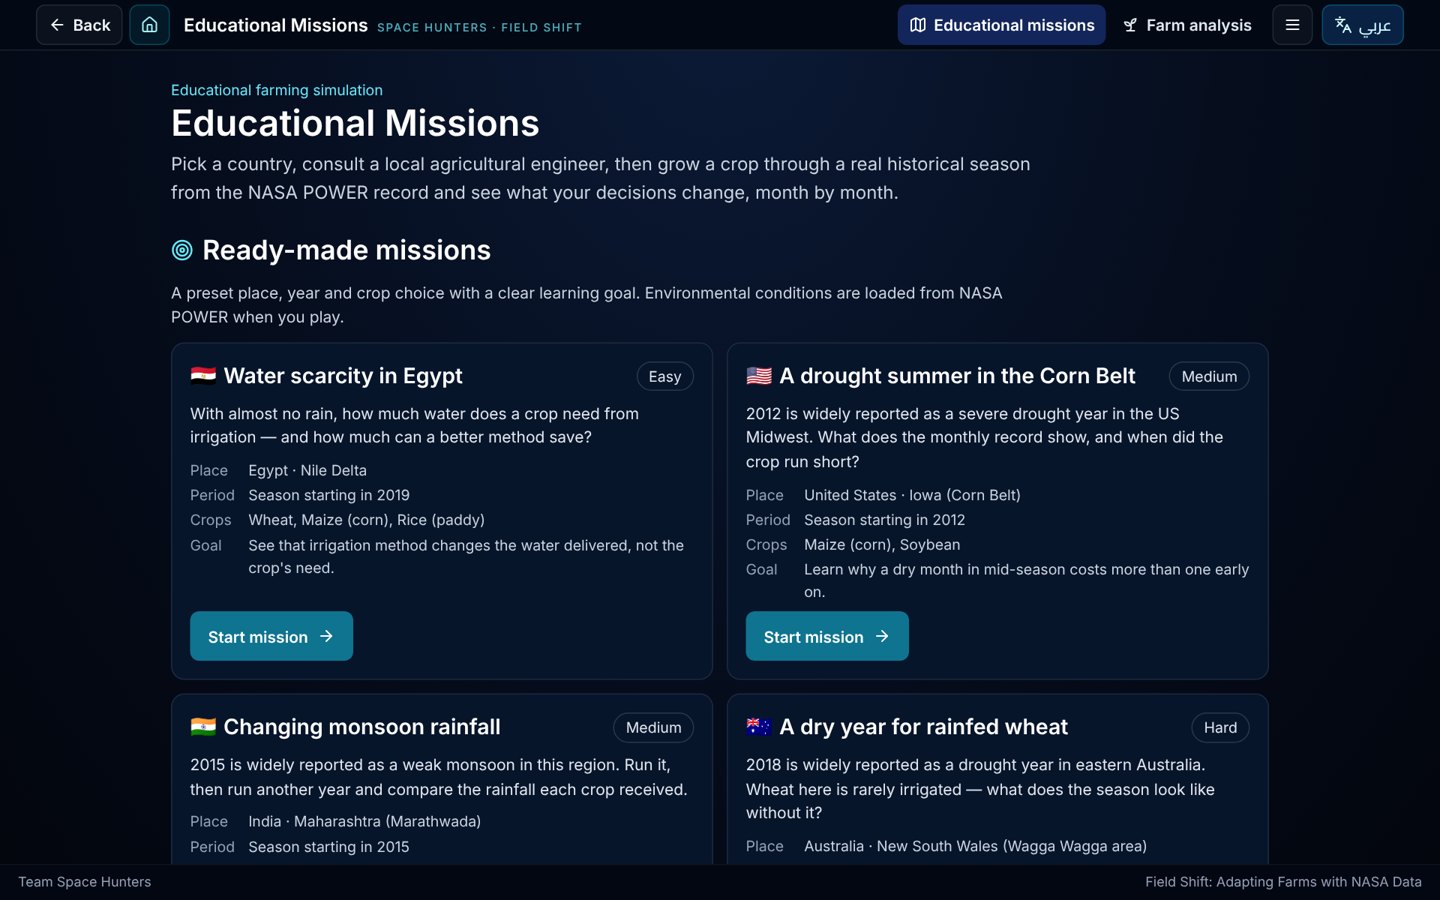 Back
Educational Missions SPACE HUNTERS · FIELD SHIFT
Educational missions
Farm analysis
عربي
Educational farming simulation
Educational Missions
Pick a country, consult a local agricultural engineer, then grow a crop through a real historical season
from the NASA POWER record and see what your decisions change, month by month.
Ready-made missions
A preset place, year and crop choice with a clear learning goal. Environmental conditions are loaded from NASA
POWER when you play.
Water scarcity in Egypt
Easy
With almost no rain, how much water does a crop need from
irrigation — and how much can a better method save?
Place Egypt · Nile Delta
Period Season starting in 2019
Crops Wheat, Maize (corn), Rice (paddy)
Goal See that irrigation method changes the water delivered, not the
crop's need.
Start mission
A drought summer in the Corn Belt
Medium
2012 is widely reported as a severe drought year in the US
Midwest. What does the monthly record show, and when did the
crop run short?
Place United States · Iowa (Corn Belt)
Period Season starting in 2012
Crops Maize (corn), Soybean
Goal Learn why a dry month in mid-season costs more than one early
on.
Start mission
Changing monsoon rainfall
Medium
2015 is widely reported as a weak monsoon in this region. Run it,
then run another year and compare the rainfall each crop received.
Place India · Maharashtra (Marathwada)
Period Season starting in 2015
A dry year for rainfed wheat
Hard
2018 is widely reported as a drought year in eastern Australia.
Wheat here is rarely irrigated — what does the season look like
without it?
Place Australia · New South Wales (Wagga Wagga area)
Team Space Hunters
Field Shift: Adapting Farms with NASA Data